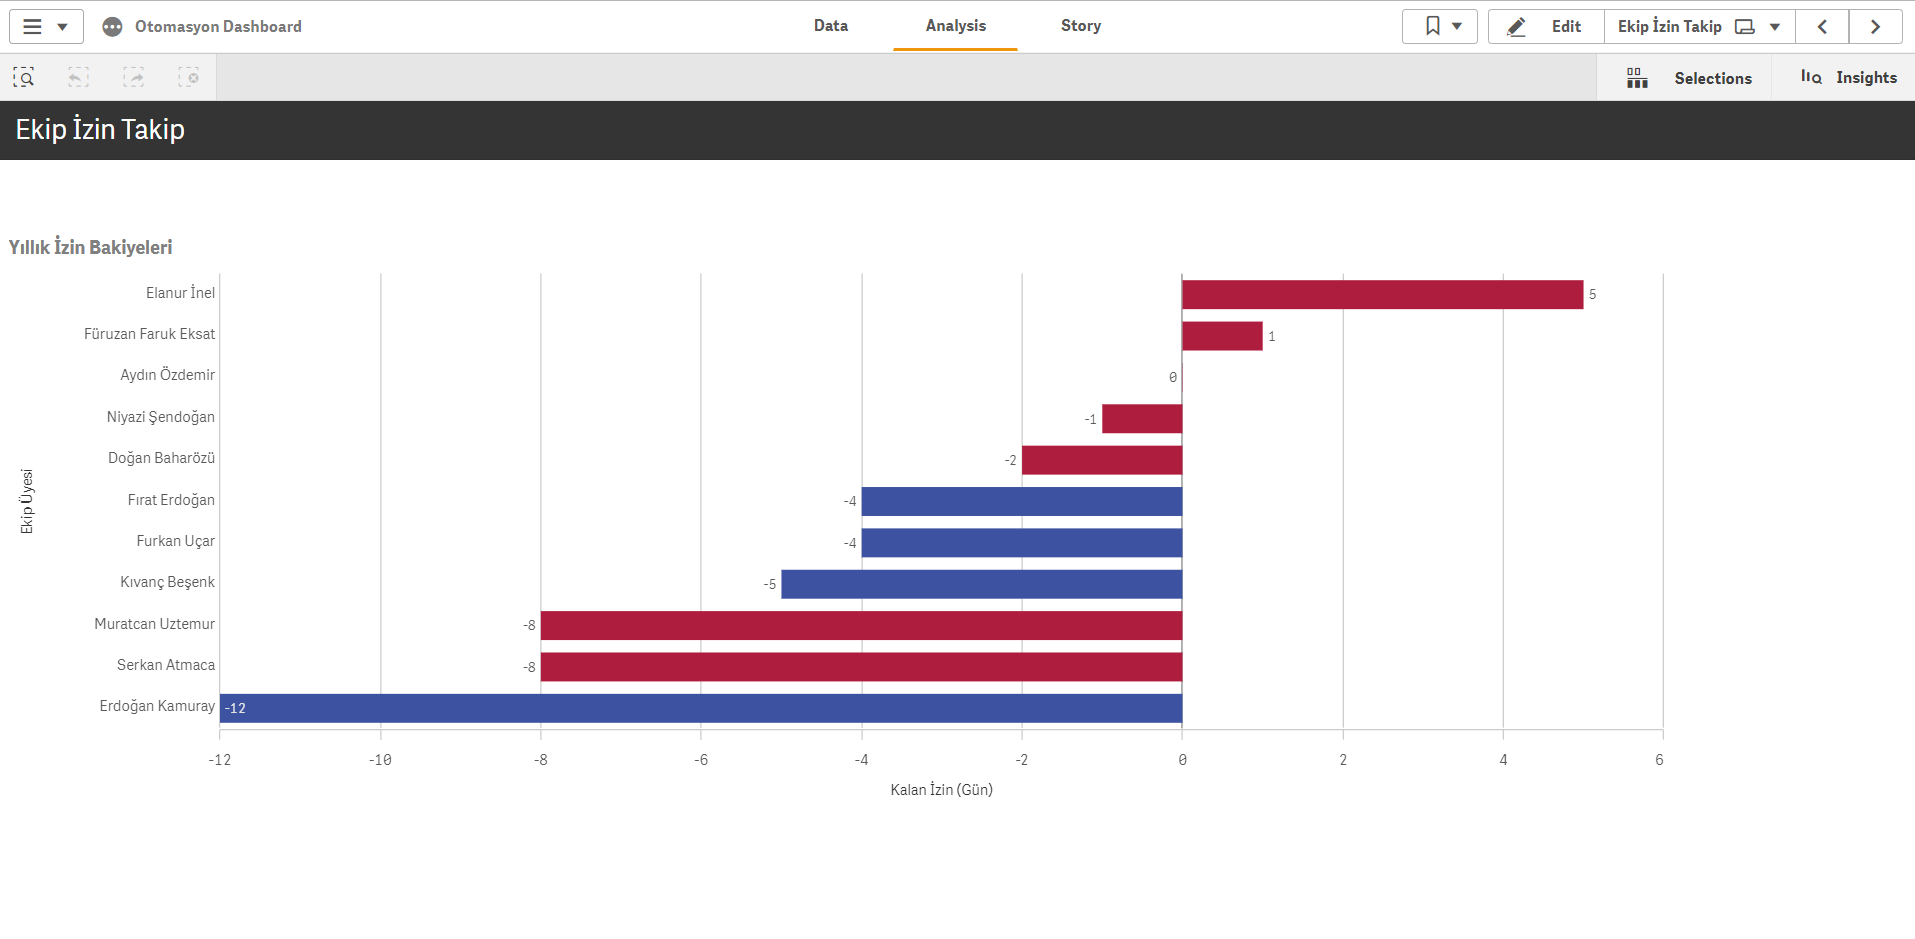 Otomasyon Dashboard
Data
Analysis
Story
Edit
Ekip İzin Takip
Selections
Insights
Ekip İzin Takip
Yıllık İzin Bakiyeleri
Ekip Üyesi
Elanur İnel 5
Füruzan Faruk Eksat 1
Aydın Özdemir 0
Niyazi Şendoğan -1
Doğan Baharözü -2
Fırat Erdoğan -4
Furkan Uçar -4
Kıvanç Beşenk -5
Muratcan Uztemur -8
Serkan Atmaca -8
Erdoğan Kamuray -12
-12 -10 -8 -6 -4 -2 0 2 4 6
Kalan İzin (Gün)